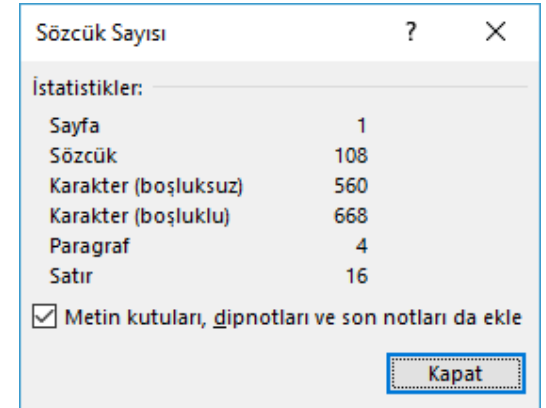 Sözcük Sayısı ? ×
İstatistikler:
Sayfa 1
Sözcük 108
Karakter (boşluksuz) 560
Karakter (boşluklu) 668
Paragraf 4
Satır 16
Metin kutuları, dipnotları ve son notları da ekle
Kapat